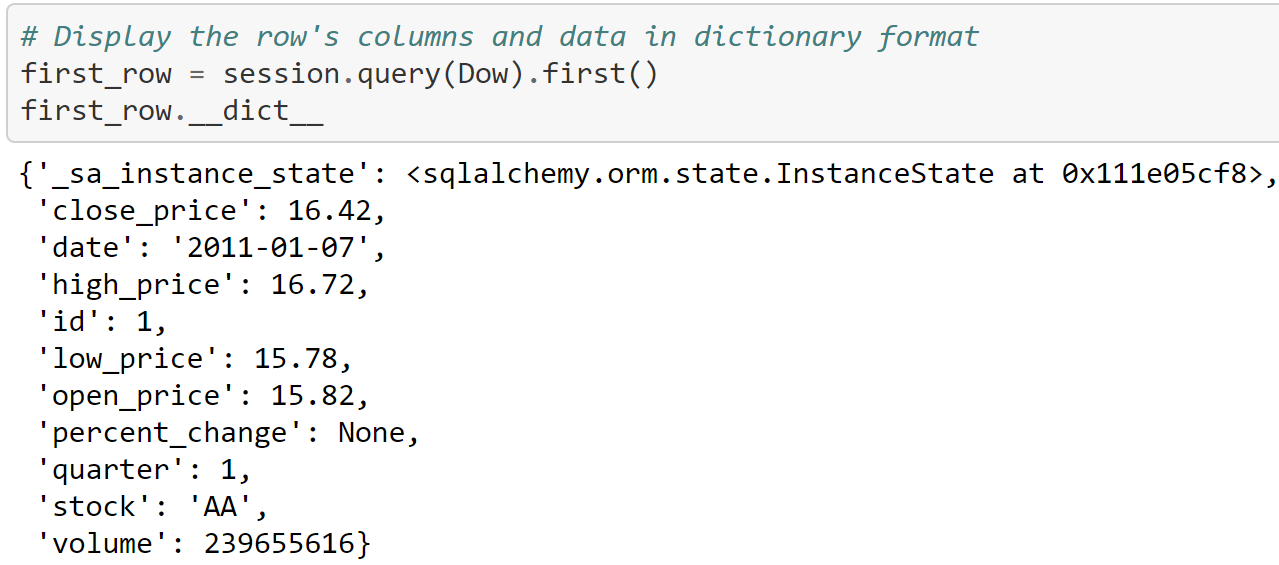 # Display the row's columns and data in dictionary format
first_row = session.query(Dow).first()
first_row.__dict__
{'_sa_instance_state': <sqlalchemy.orm.state.InstanceState at 0x111e05cf8>,
 'close_price': 16.42,
 'date': '2011-01-07',
 'high_price': 16.72,
 'id': 1,
 'low_price': 15.78,
 'open_price': 15.82,
 'percent_change': None,
 'quarter': 1,
 'stock': 'AA',
 'volume': 239655616}